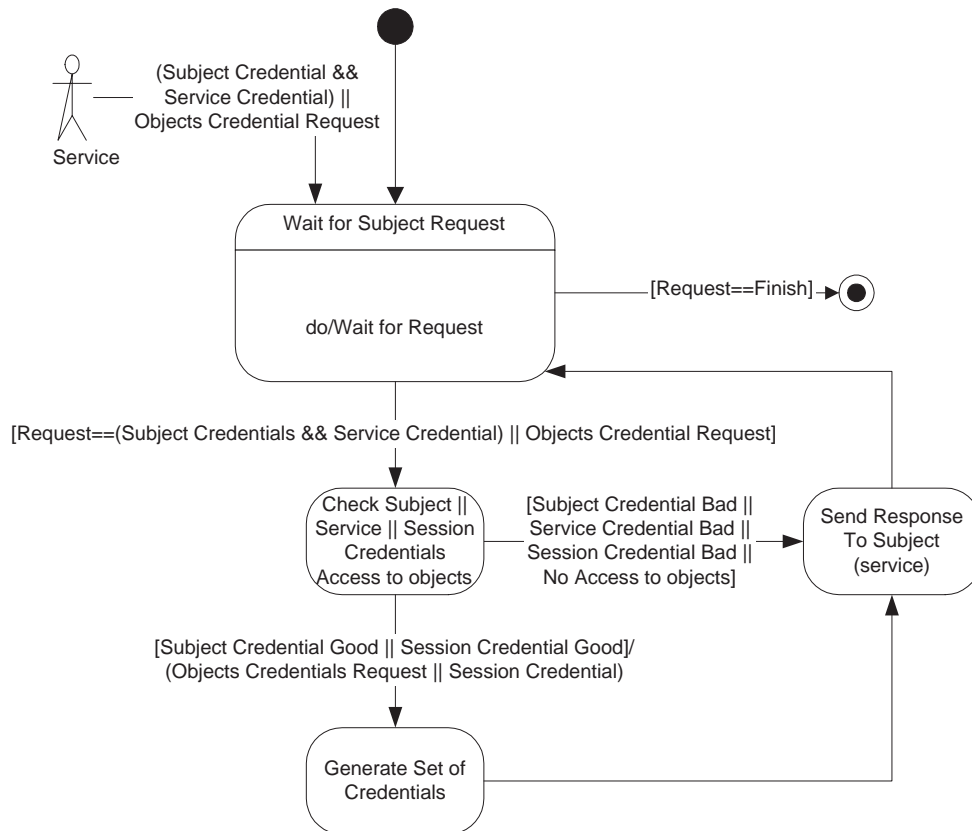 (Subject Credential &&
Service Credential) ||
Objects Credential Request
Service
Wait for Subject Request
[Request==Finish]
do/Wait for Request
[Request==(Subject Credentials && Service Credential) || Objects Credential Request]
Check Subject ||
Service || Session
Credentials
Access to objects
[Subject Credential Bad ||
Service Credential Bad ||
Session Credential Bad ||
No Access to objects]
Send Response
To Subject
(service)
[Subject Credential Good || Session Credential Good]/
(Objects Credentials Request || Session Credential)
Generate Set of
Credentials